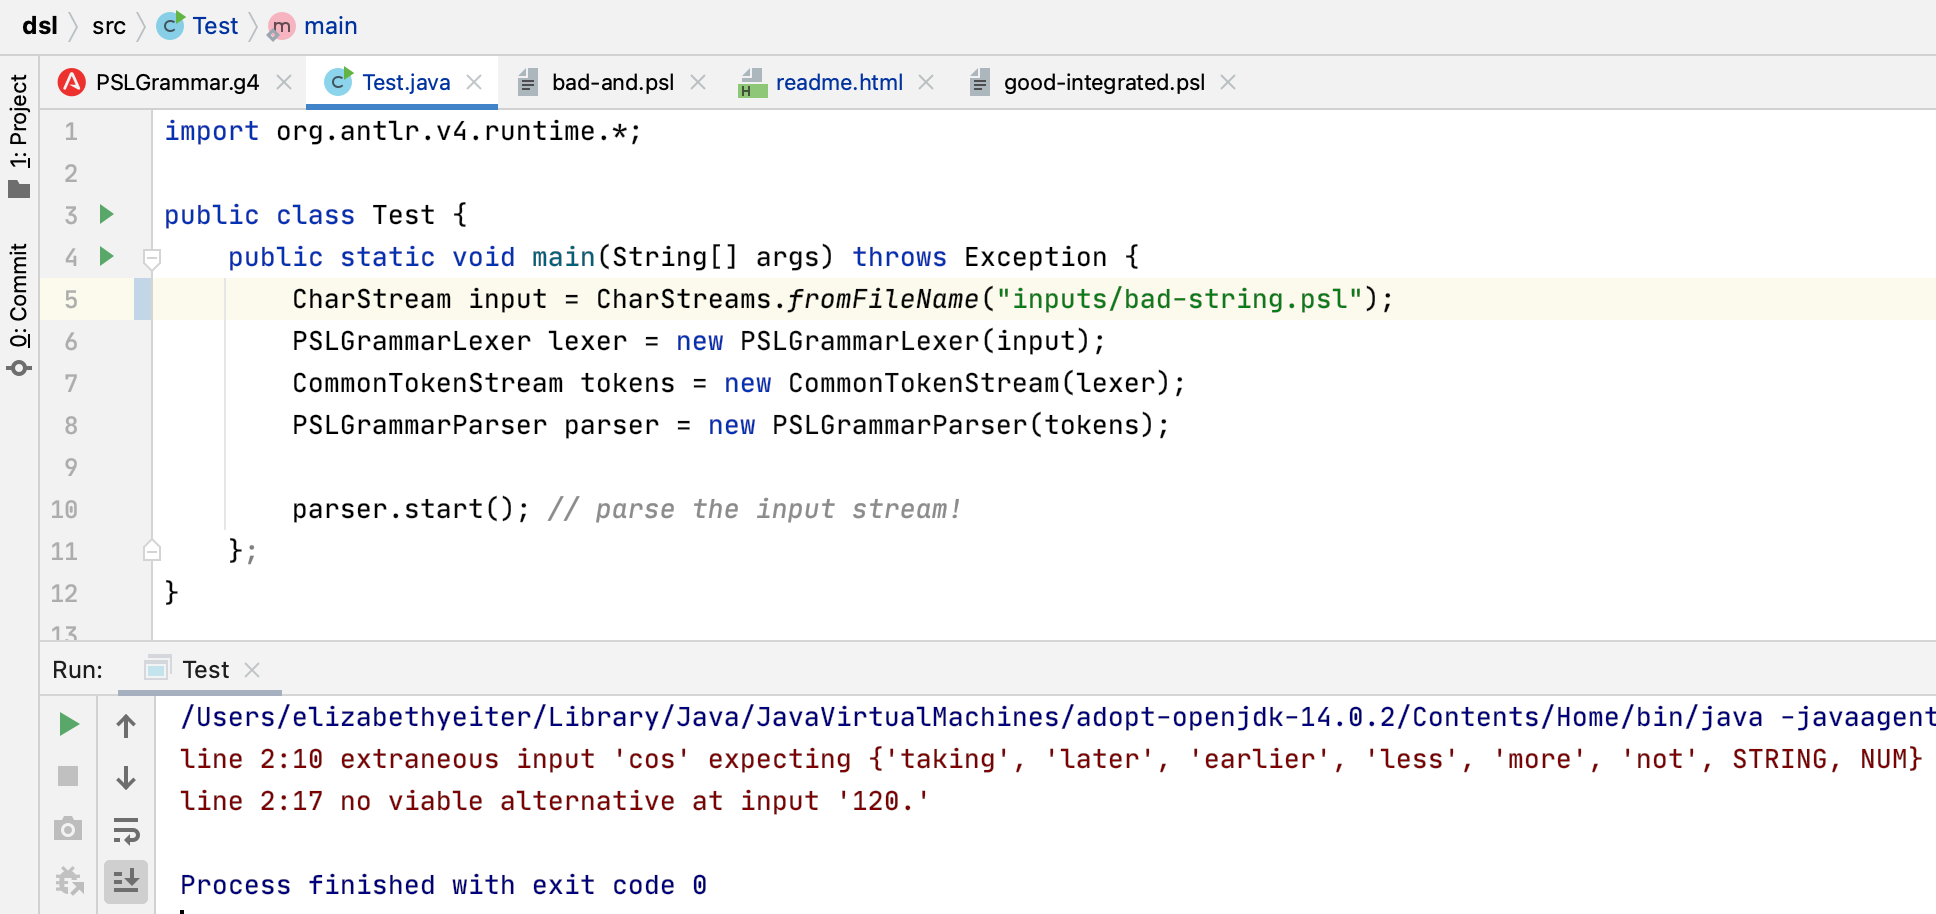 dsl src Test main
PSLGrammar.g4 Test.java bad-and.psl readme.html good-integrated.psl
1: Project
0: Commit
1 import org.antlr.v4.runtime.*;
2
3 public class Test {
4 public static void main(String[] args) throws Exception {
5 CharStream input = CharStreams.fromFileName("inputs/bad-string.psl");
6 PSLGrammarLexer lexer = new PSLGrammarLexer(input);
7 CommonTokenStream tokens = new CommonTokenStream(lexer);
8 PSLGrammarParser parser = new PSLGrammarParser(tokens);
9
10 parser.start(); // parse the input stream!
11 };
12 }
13
Run: Test
/Users/elizabethyeiter/Library/Java/JavaVirtualMachines/adopt-openjdk-14.0.2/Contents/Home/bin/java -javaagent
line 2:10 extraneous input 'cos' expecting {'taking', 'later', 'earlier', 'less', 'more', 'not', STRING, NUM}
line 2:17 no viable alternative at input '120.'
Process finished with exit code 0